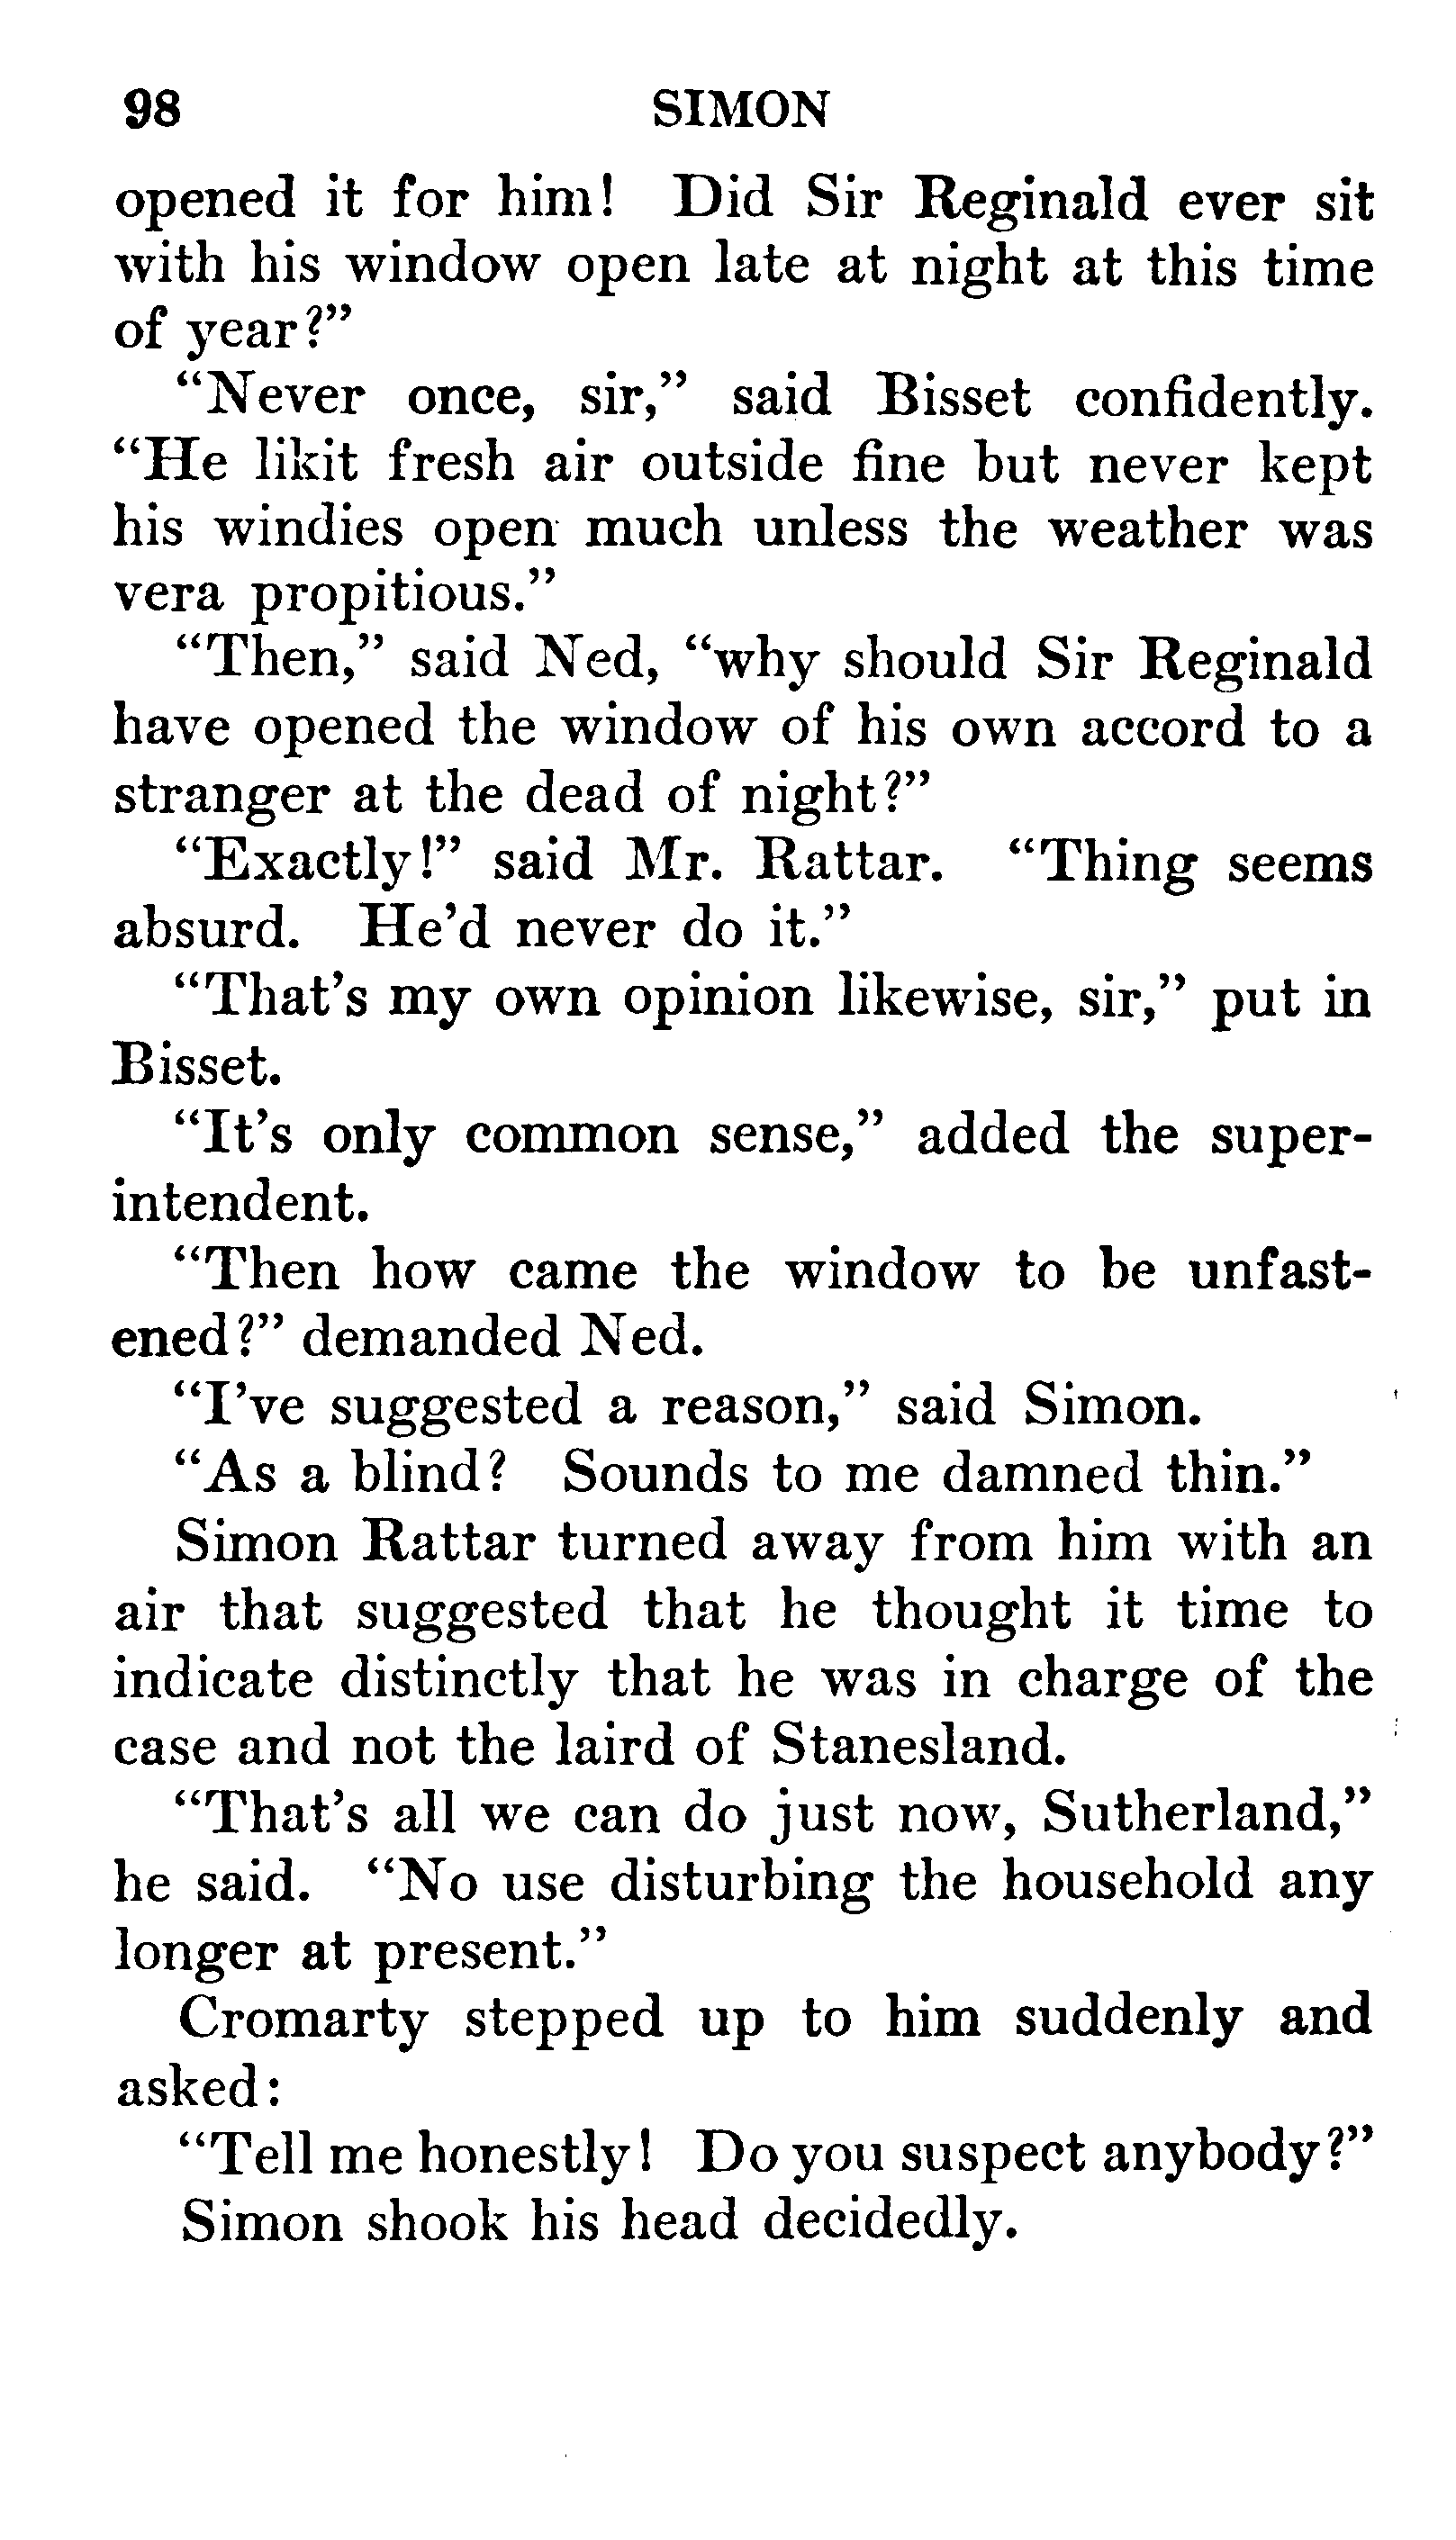 98 SIMON
opened it for him! Did Sir Reginald ever sit
with his window open late at night at this time
of year?”
“Never once, sir,” said Bisset confidently.
“He likit fresh air outside fine but never kept
his windies open much unless the weather was
vera propitious.”
“Then,” said Ned, “why should Sir Reginald
have opened the window of his own accord to a
stranger at the dead of night?”
“Exactly!” said Mr. Rattar. “Thing seems
absurd. He’d never do it.”
“That’s my own opinion likewise, sir,” put in
Bisset.
“It’s only common sense,” added the super-
intendent.
“Then how came the window to be unfast-
ened?” demanded Ned.
“I’ve suggested a reason,” said Simon.
“As a blind? Sounds to me damned thin.”
Simon Rattar turned away from him with an
air that suggested that he thought it time to
indicate distinctly that he was in charge of the
case and not the laird of Stanesland.
“That’s all we can do just now, Sutherland,”
he said. “No use disturbing the household any
longer at present.”
Cromarty stepped up to him suddenly and
asked:
“Tell me honestly! Do you suspect anybody?”
Simon shook his head decidedly.